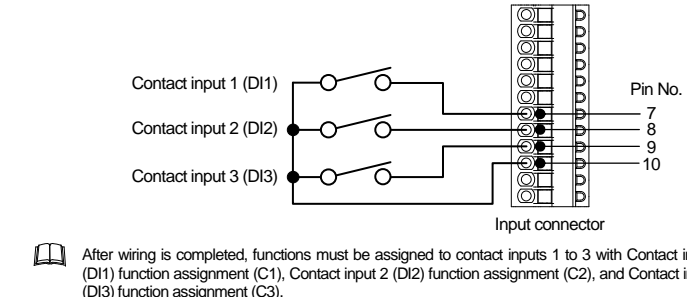 Contact input 1 (DI1)
Contact input 2 (DI2)
Contact input 3 (DI3)
Pin No.
7
8
9
10
Input connector
After wiring is completed, functions must be assigned to contact inputs 1 to 3 with Contact
(DI1) function assignment (C1), Contact input 2 (DI2) function assignment (C2), and Contact
(DI3) function assignment (C3).